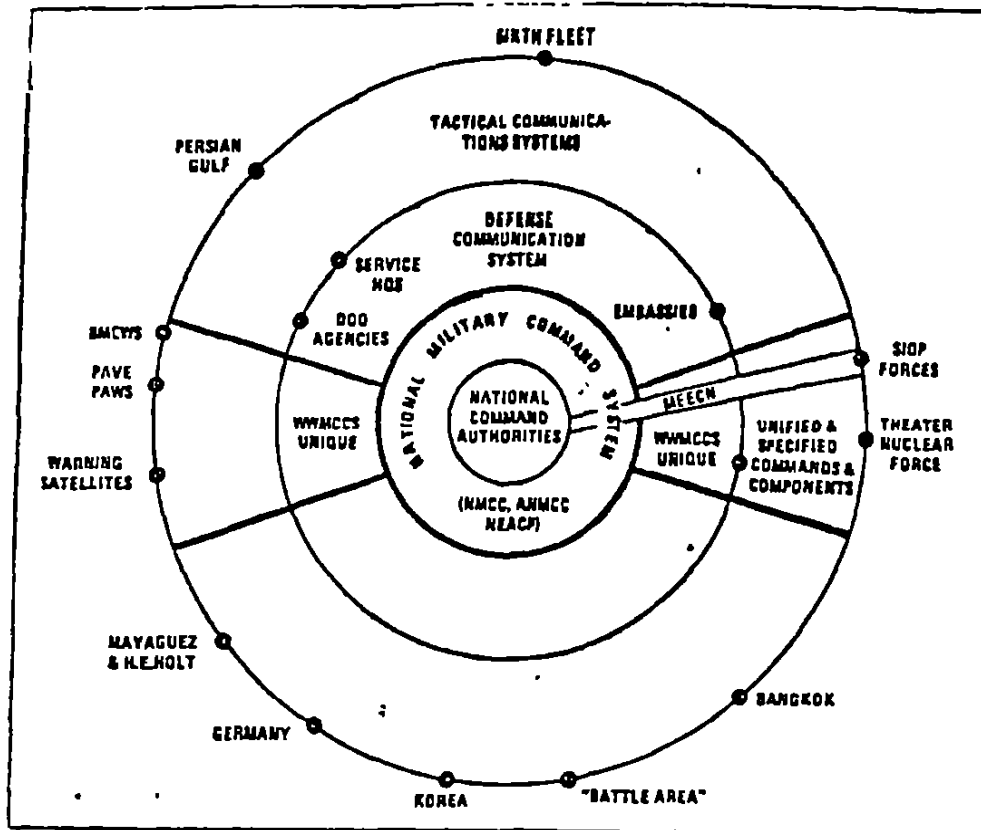 SIXTH FLEET
TACTICAL COMMUNICA-
TIONS SYSTEMS
PERSIAN
GULF
DEFENSE
COMMUNICATION
SYSTEM
SERVICE
HQS
DOD
AGENCIES
EMBASSIES
NATIONAL MILITARY COMMAND SYSTEM
BMEWS
PAVE
PAWS
WARNING
SATELLITES
WWMCCS
UNIQUE
NATIONAL
COMMAND
AUTHORITIES
MEECN
SIOP
FORCES
WWMCCS
UNIQUE
UNIFIED &
SPECIFIED
COMMANDS &
COMPONENTS
THEATER
NUCLEAR
FORCE
(NMCC, ANMCC
NEACP)
MAYAGUEZ
& H.E.HOLT
GERMANY
KOREA
"BATTLE AREA"
BANGKOK